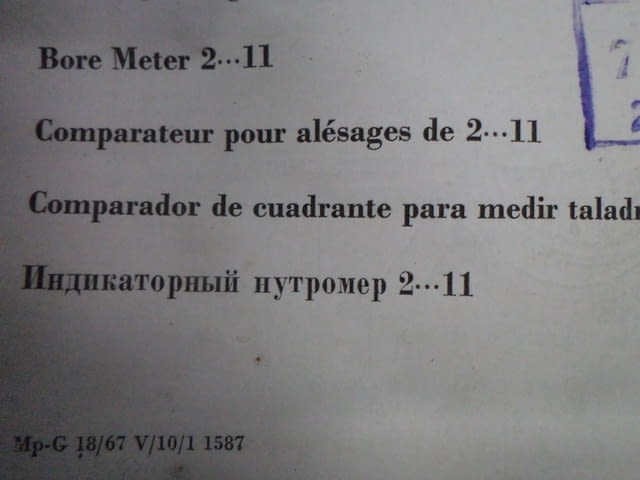 Bore Meter 2...11
Comparateur pour alésages de 2...11
Comparador de cuadrante para medir
Индикаторный нутромер 2...11
Mp-G 18/67 V/10/1 1587